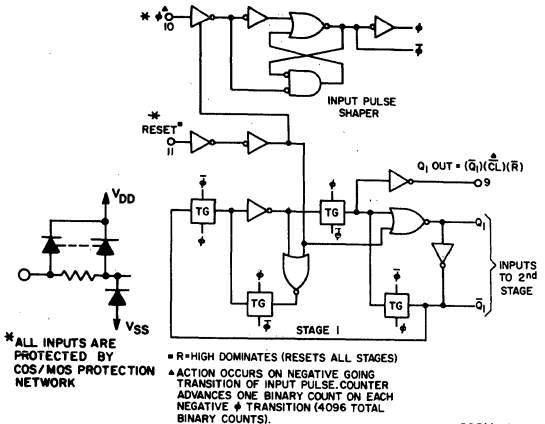 * ϕ▲
10
ϕ
ϕ̄
INPUT PULSE
SHAPER
*
RESET■
11
Q1 OUT = (Q̄1)(C̄L̄)(R̄)
▲
9
ϕ̄
TG
ϕ
ϕ
TG
ϕ̄
Q1
INPUTS
TO 2nd
STAGE
Q̄1
ϕ
TG
ϕ̄
ϕ̄
TG
ϕ
STAGE 1
VDD
VSS
*ALL INPUTS ARE
PROTECTED BY
COS/MOS PROTECTION
NETWORK
■ R=HIGH DOMINATES (RESETS ALL STAGES)
▲ ACTION OCCURS ON NEGATIVE GOING
TRANSITION OF INPUT PULSE. COUNTER
ADVANCES ONE BINARY COUNT ON EACH
NEGATIVE ϕ TRANSITION (4096 TOTAL
BINARY COUNTS).